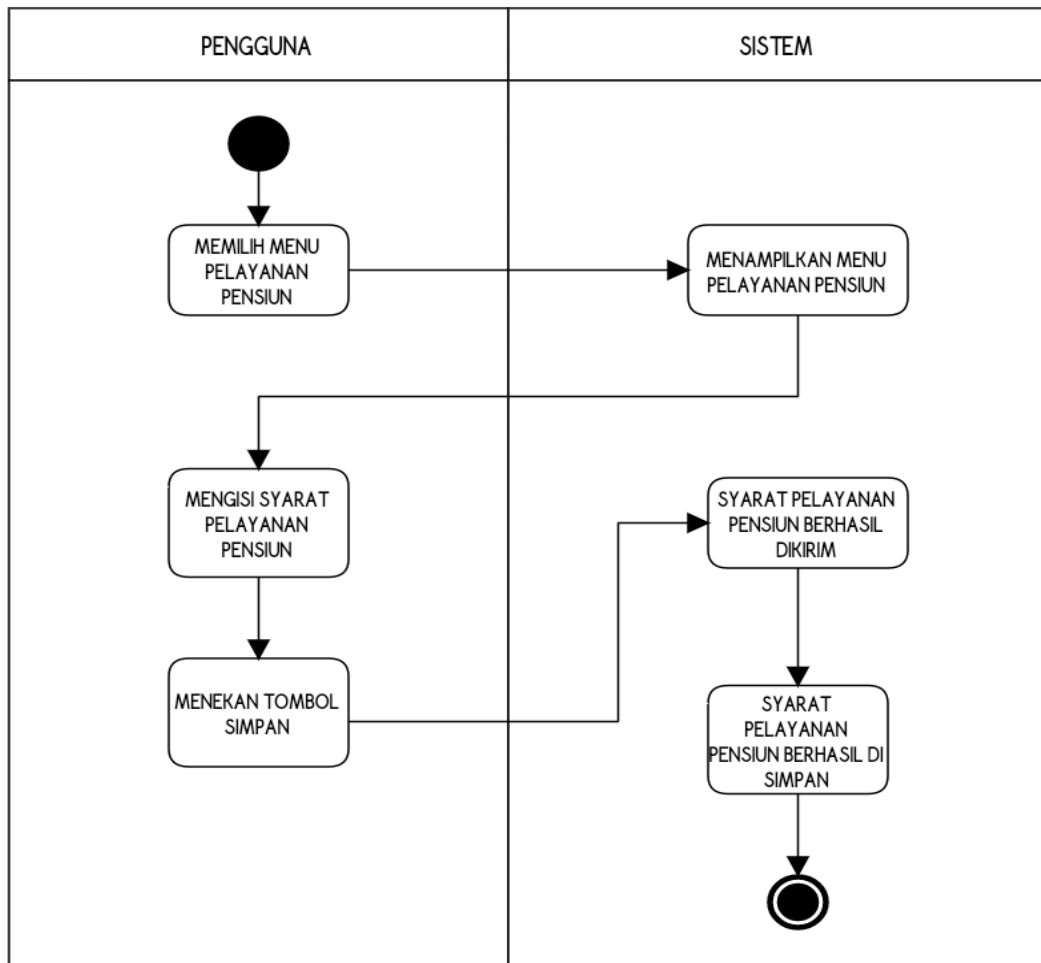 PENGGUNA
SISTEM
MEMILIH MENU
PELAYANAN
PENSIUN
MENAMPILKAN MENU
PELAYANAN PENSIUN
MENGISI SYARAT
PELAYANAN
PENSIUN
MENEKAN TOMBOL
SIMPAN
SYARAT PELAYANAN
PENSIUN BERHASIL
DIKIRIM
SYARAT
PELAYANAN
PENSIUN BERHASIL DI
SIMPAN